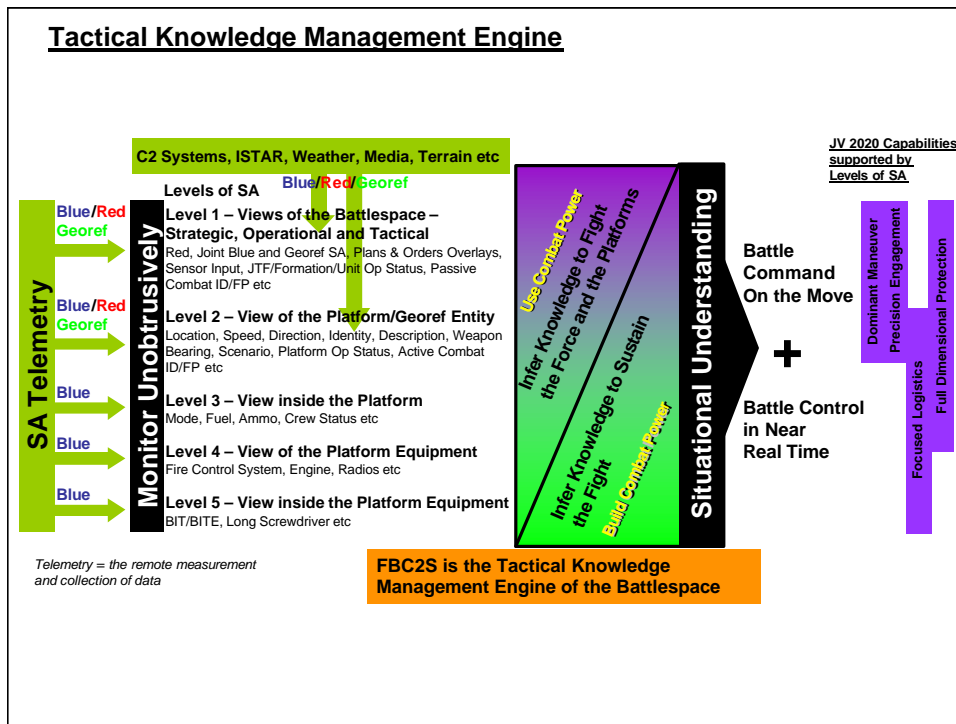 Tactical Knowledge Management Engine
C2 Systems, ISTAR, Weather, Media, Terrain etc
Blue/Red/Georef
JV 2020 Capabilities
supported by
Levels of SA
SA Telemetry
Blue/Red
Georef
Blue/Red
Georef
Blue
Blue
Blue
Monitor Unobtrusively
Levels of SA
Level 1 – Views of the Battlespace –
Strategic, Operational and Tactical
Red, Joint Blue and Georef SA, Plans & Orders Overlays,
Sensor Input, JTF/Formation/Unit Op Status, Passive
Combat ID/FP etc
Level 2 – View of the Platform/Georef Entity
Location, Speed, Direction, Identity, Description, Weapon
Bearing, Scenario, Platform Op Status, Active Combat
ID/FP etc
Level 3 – View inside the Platform
Mode, Fuel, Ammo, Crew Status etc
Level 4 – View of the Platform Equipment
Fire Control System, Engine, Radios etc
Level 5 – View inside the Platform Equipment
BIT/BITE, Long Screwdriver etc
Use Combat Power
Infer Knowledge to Fight
the Force and the Platforms
Infer Knowledge to Sustain
the Fight
Build Combat Power
Situational Understanding
Battle
Command
On the Move
+
Battle Control
in Near
Real Time
Dominant Maneuver
Precision Engagement
Focused Logistics
Full Dimensional Protection
Telemetry = the remote measurement
and collection of data
FBC2S is the Tactical Knowledge
Management Engine of the Battlespace